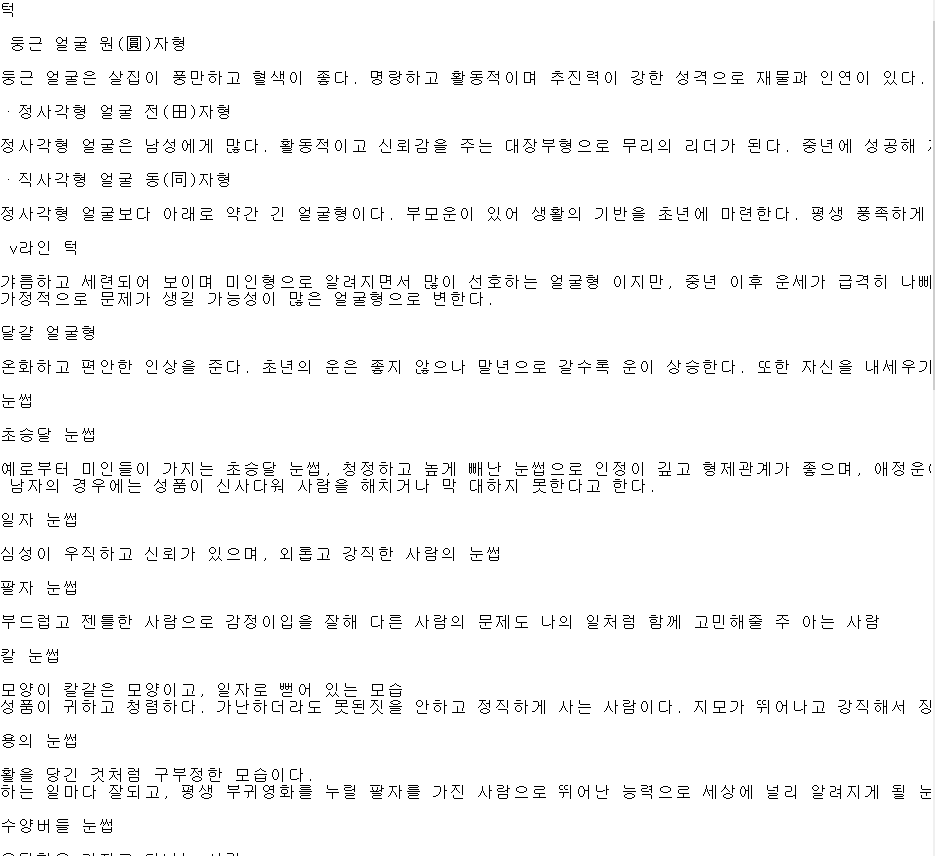 턱
둥근 얼굴 원(圓)자형
둥근 얼굴은 살집이 풍만하고 혈색이 좋다. 명랑하고 활동적이며 추진력이 강한 성격으로 재물과 인연이 있다.
·정사각형 얼굴 전(田)자형
정사각형 얼굴은 남성에게 많다. 활동적이고 신뢰감을 주는 대장부형으로 무리의 리더가 된다. 중년에 성공해
·직사각형 얼굴 동(同)자형
정사각형 얼굴보다 아래로 약간 긴 얼굴형이다. 부모운이 있어 생활의 기반을 초년에 마련한다. 평생 풍족하게
v라인 턱
갸름하고 세련되어 보이며 미인형으로 알려지면서 많이 선호하는 얼굴형 이지만, 중년 이후 운세가 급격히 나빠
가정적으로 문제가 생길 가능성이 많은 얼굴형으로 변한다.
달걀 얼굴형
온화하고 편안한 인상을 준다. 초년의 운은 좋지 않으나 말년으로 갈수록 운이 상승한다. 또한 자신을 내세우기
눈썹
초승달 눈썹
예로부터 미인들이 가지는 초승달 눈썹, 청정하고 높게 빼난 눈썹으로 인정이 깊고 형제관계가 좋으며, 애정운이
남자의 경우에는 성품이 신사다워 사람을 해치거나 막 대하지 못한다고 한다.
일자 눈썹
심성이 우직하고 신뢰가 있으며, 외롭고 강직한 사람의 눈썹
팔자 눈썹
부드럽고 젠틀한 사람으로 감정이입을 잘해 다른 사람의 문제도 나의 일처럼 함께 고민해줄 주 아는 사람
칼 눈썹
모양이 칼같은 모양이고, 일자로 뻗어 있는 모습
성품이 귀하고 청렴하다. 가난하더라도 못된짓을 안하고 정직하게 사는 사람이다. 지모가 뛰어나고 강직해서
용의 눈썹
활을 당긴 것처럼 구부정한 모습이다.
하는 일마다 잘되고, 평생 부귀영화를 누릴 팔자를 가진 사람으로 뛰어난 능력으로 세상에 널리 알려지게 될 눈
수양버들 눈썹